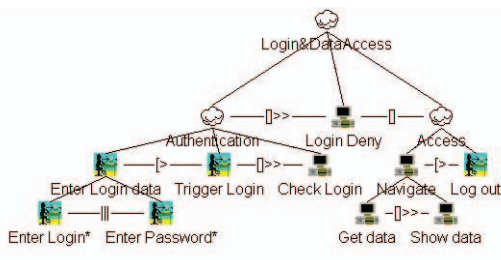 Login&DataAccess
[]>> []
Authentication Login Deny Access
[> []>> [>
Enter Login data Trigger Login Check Login Navigate Log out
||| []>>
Enter Login* Enter Password* Get data Show data